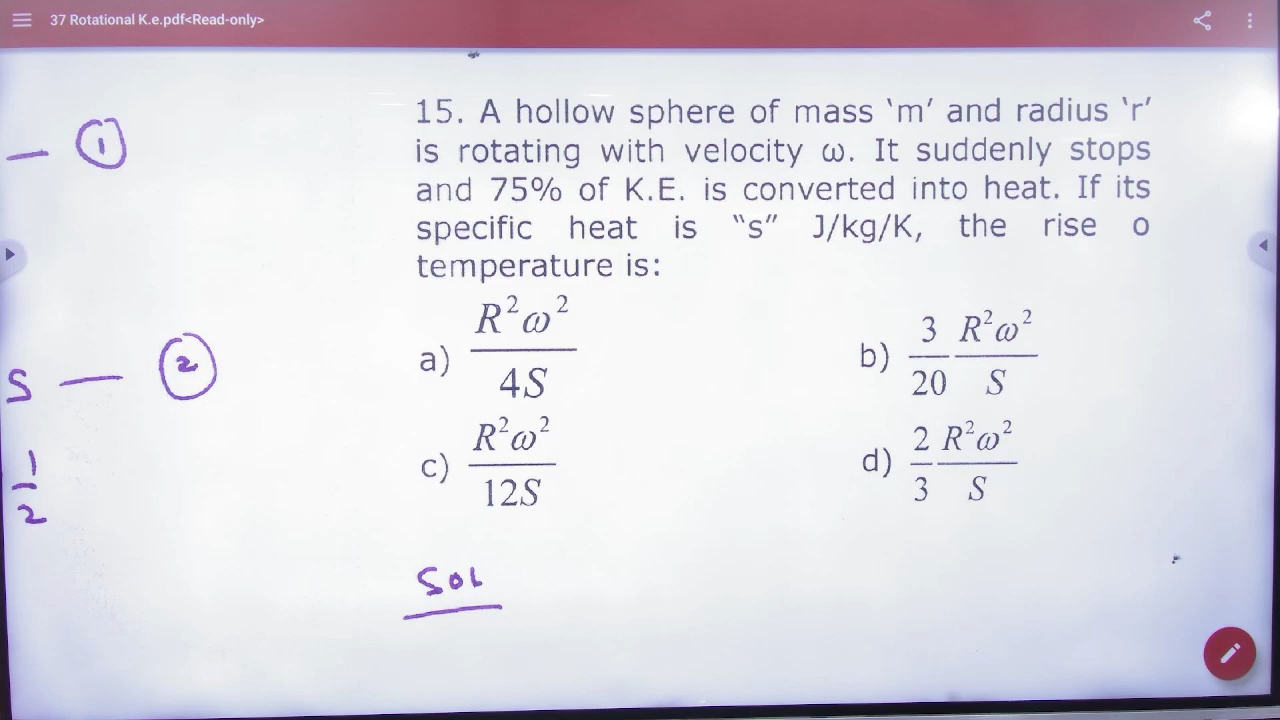 37 Rotational K.e.pdf<Read-only>
— 1
S — 2
1
2
15. A hollow sphere of mass ‘m’ and radius ‘r’
is rotating with velocity ω. It suddenly stops
and 75% of K.E. is converted into heat. If its
specific heat is “s” J/kg/K, the rise o
temperature is:
a) R²ω² / 4S
b) 3/20 R²ω²/S
c) R²ω² / 12S
d) 2/3 R²ω²/S
Sol